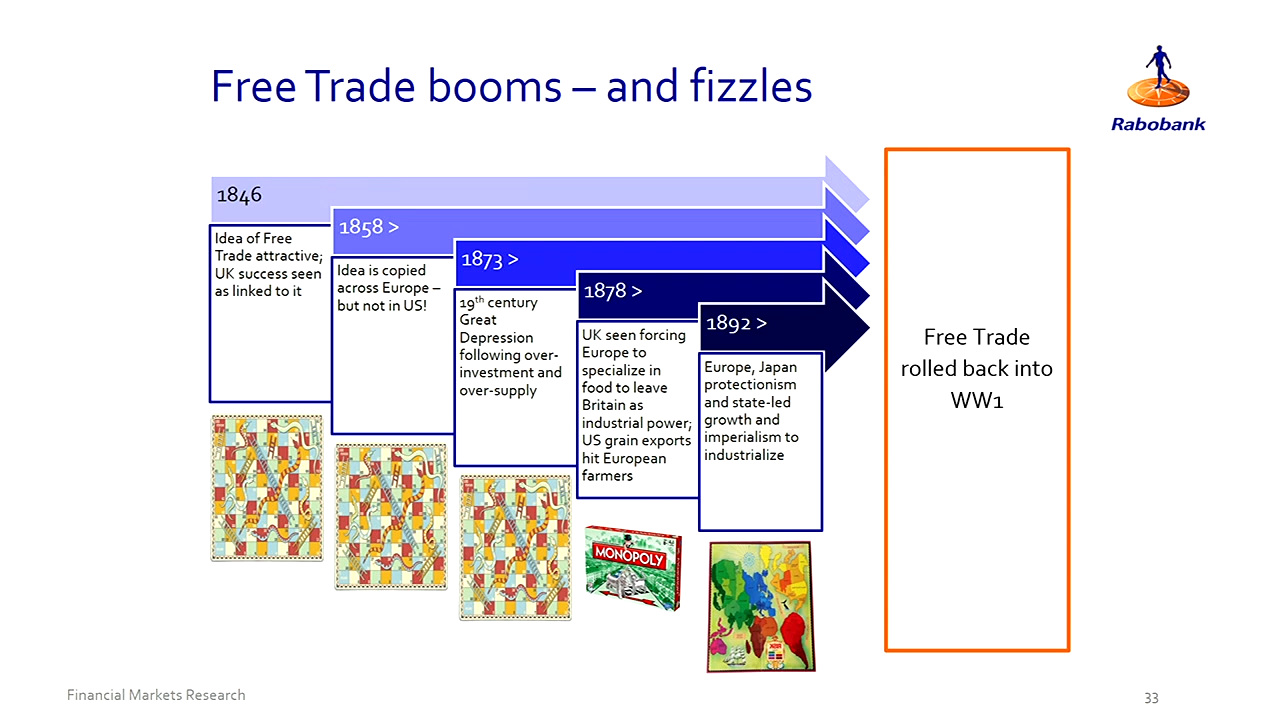 Free Trade booms – and fizzles
Rabobank
1846
Idea of Free
Trade attractive;
UK success seen
as linked to it
1858 >
Idea is copied
across Europe –
but not in US!
1873 >
19th century
Great
Depression
following over-
investment and
over-supply
1878 >
UK seen forcing
Europe to
specialize in
food to leave
Britain as
industrial power;
US grain exports
hit European
farmers
1892 >
Europe, Japan
protectionism
and state-led
growth and
imperialism to
industrialize
Free Trade
rolled back into
WW1
MONOPOLY
Financial Markets Research
33